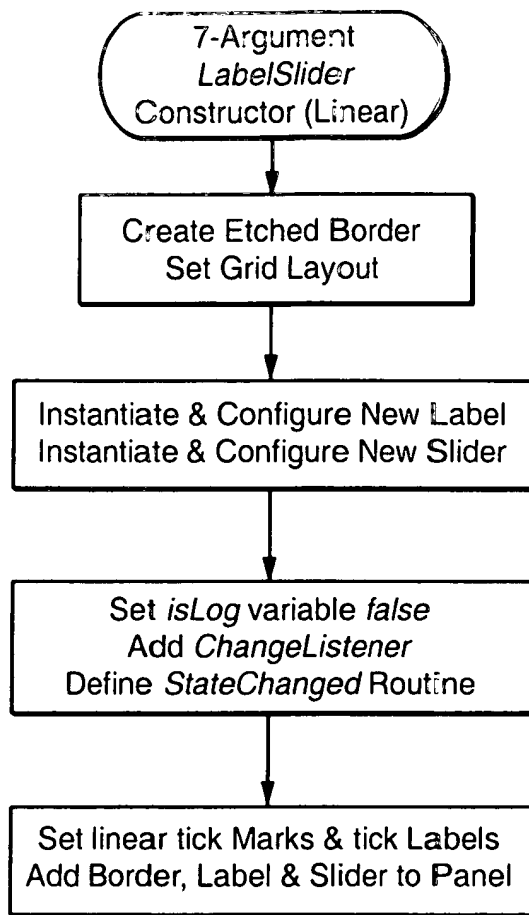 7-Argument
LabelSlider
Constructor (Linear)
Create Etched Border
Set Grid Layout
Instantiate & Configure New Label
Instantiate & Configure New Slider
Set isLog variable false
Add ChangeListener
Define StateChanged Routine
Set linear tick Marks & tick Labels
Add Border, Label & Slider to Panel